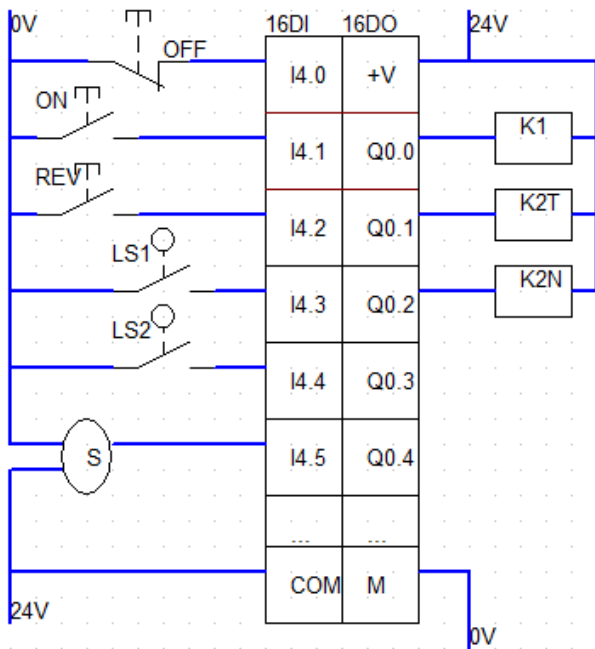 0V 16DI 16DO 24V
OFF I4.0 +V
ON I4.1 Q0.0 K1
REV I4.2 Q0.1 K2T
LS1 I4.3 Q0.2 K2N
LS2 I4.4 Q0.3
S I4.5 Q0.4
... ...
24V COM M 0V